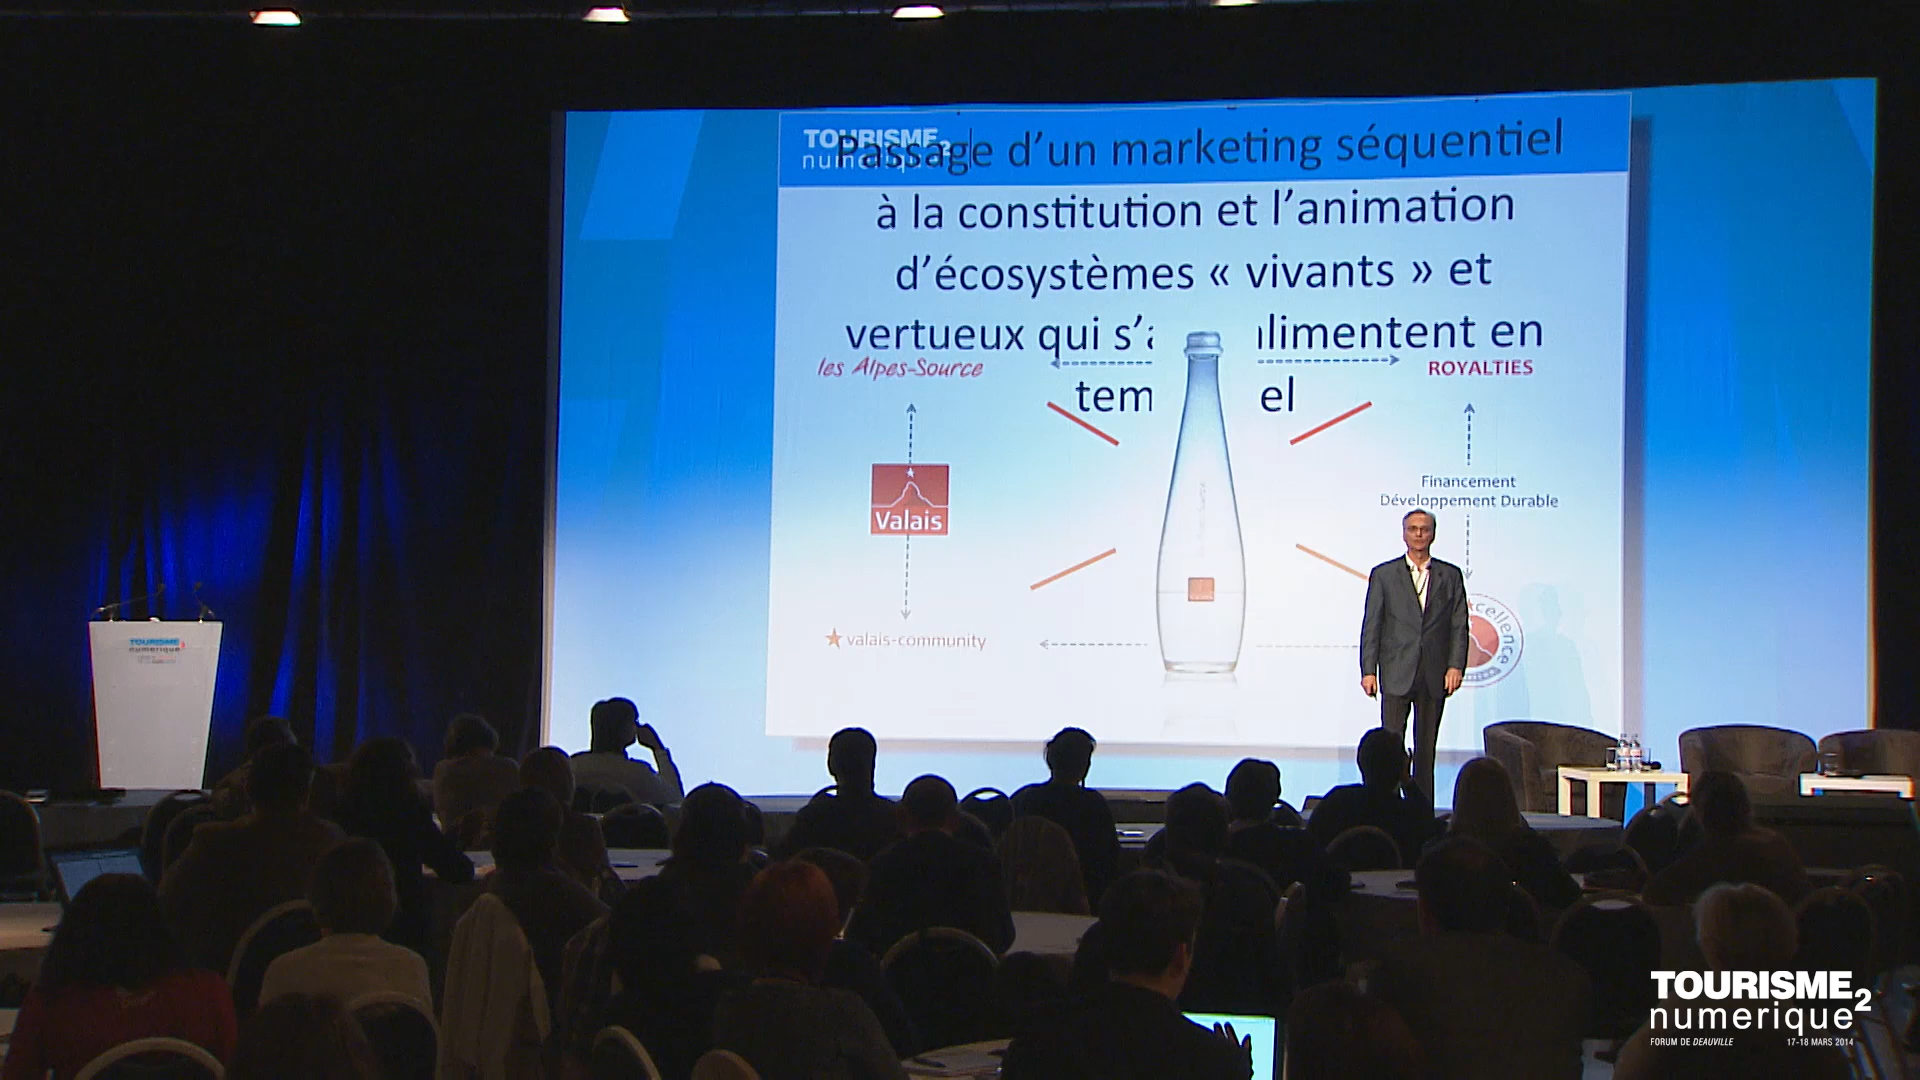 TOURISME 2
numerique
Passage d'un marketing séquentiel
à la constitution et l'animation
d'écosystèmes « vivants » et
vertueux qui s'a limentent en
tem el
les Alpes-Source
ROYALTIES
Valais
Financement
Développement Durable
valais-community
cellence
TOURISME
numerique
TOURISME 2
numerique
FORUM DE DEAUVILLE 17-18 MARS 2014